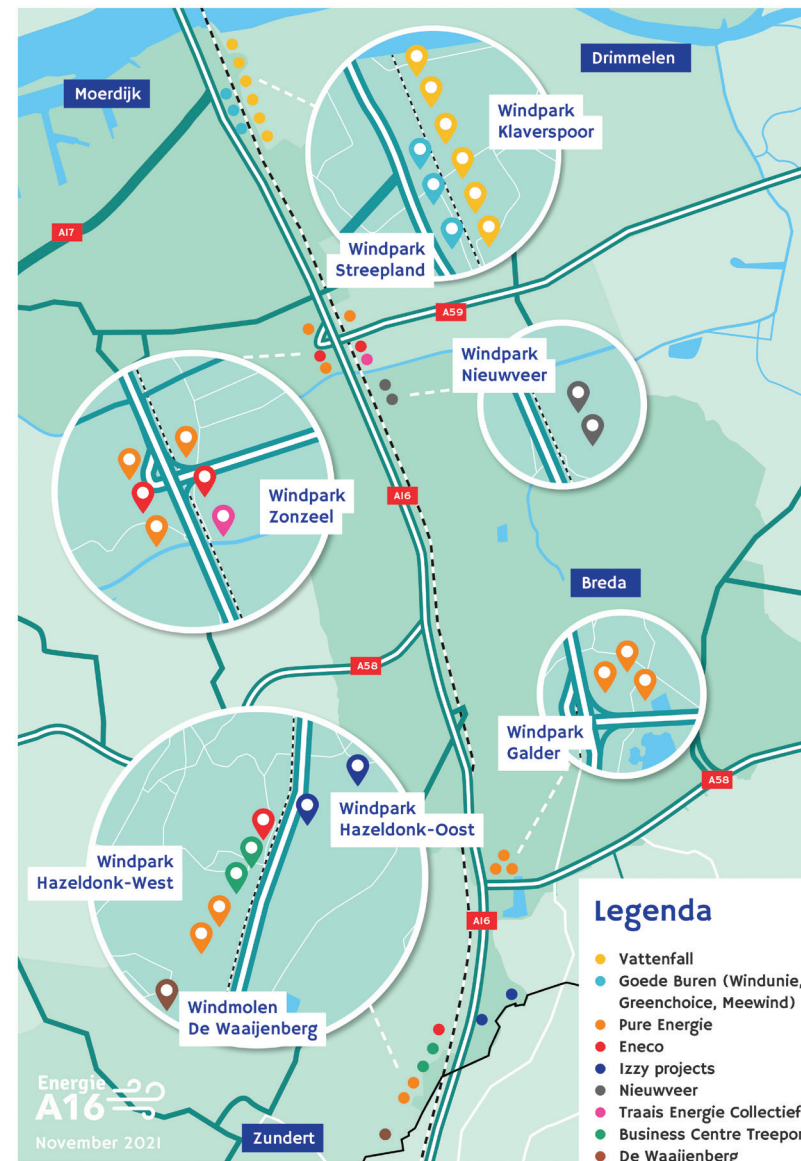 Moerdijk
Drimmelen
Windpark
Klaverspoor
Windpark
Streepland
A17
A59
Windpark
Nieuwveer
Windpark
Zonzeel
A16
Breda
A58
Windpark
Galder
A58
Windpark
Hazeldonk-Oost
Windpark
Hazeldonk-West
Windmolen
De Waaijenberg
A16
Legenda
Vattenfall
Goede Buren (Windunie,
Greenchoice, Meewind)
Pure Energie
Eneco
Izzy projects
Nieuwveer
Traais Energie Collectief
Business Centre Treepor
De Waaijenberg
Energie
A16
November 2021
Zundert